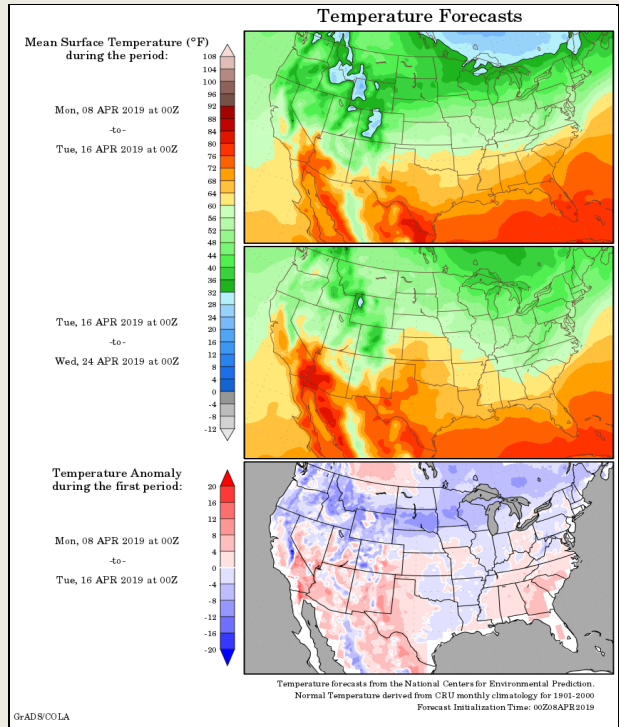 Temperature Forecasts
Mean Surface Temperature (°F)
during the period:
Mon, 08 APR 2019 at 00Z
-to-
Tue, 16 APR 2019 at 00Z
108
104
100
96
92
88
84
80
76
72
68
64
60
56
52
48
44
40
36
32
28
24
20
16
12
8
4
0
-4
-8
-12
Tue, 16 APR 2019 at 00Z
-to-
Wed, 24 APR 2019 at 00Z
Temperature Anomaly
during the first period:
Mon, 08 APR 2019 at 00Z
-to-
Tue, 16 APR 2019 at 00Z
20
16
12
8
4
0
-4
-8
-12
-16
-20
Temperature forecasts from the National Centers for Environmental Prediction.
Normal Temperature derived from CRU monthly climatology for 1901-2000
Forecast Initialization Time: 00Z08APR2019
GrADS/COLA